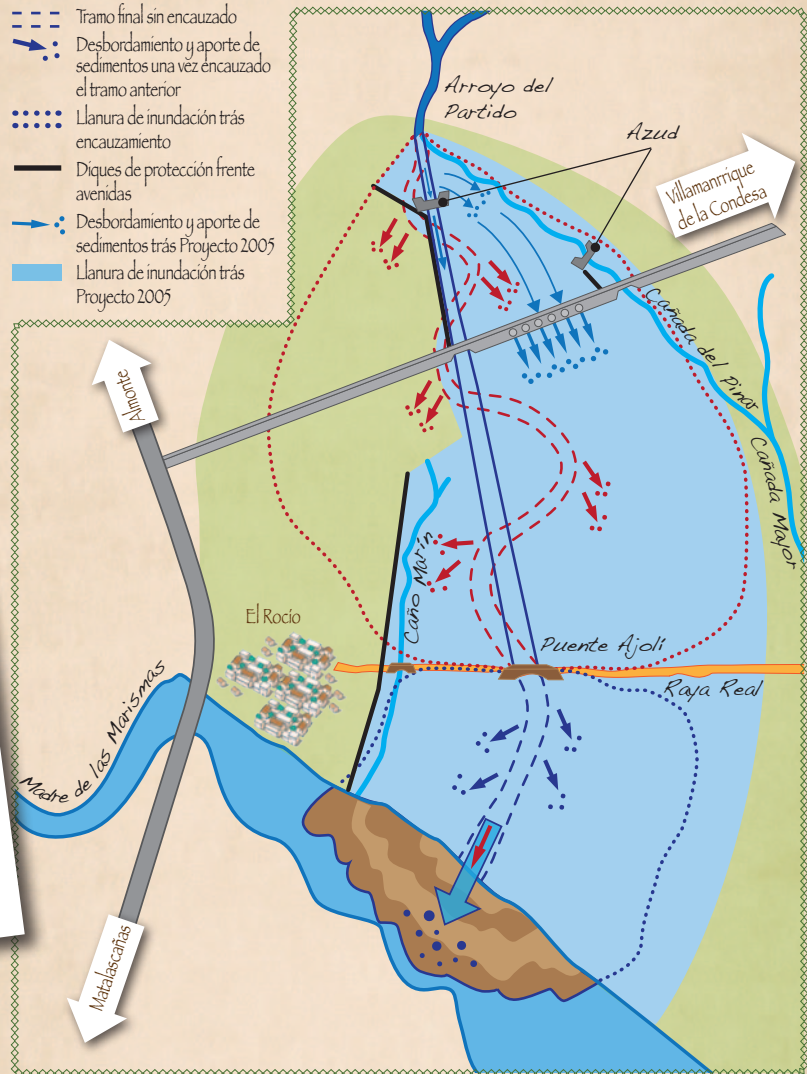 Tramo final sin encauzado
Desbordamiento y aporte de
sedimentos una vez encauzado
el tramo anterior
Llanura de inundación trás
encauzamiento
Diques de protección frente
avenidas
Desbordamiento y aporte de
sedimentos trás Proyecto 2005
Llanura de inundación trás
Proyecto 2005
Arroyo del
Partido
Azud
Villamanrrique
de la Condesa
Cañada del Pinar
Cañada Mayor
Almonte
Caño Marín
El Rocío
Puente Ajolí
Raya Real
Madre de las Marismas
Matalascañas